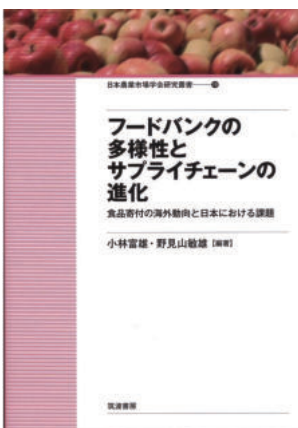 日本農業市場学会研究叢書
フードバンクの
多様性と
サプライチェーンの
進化
食品寄付の海外動向と日本における課題
小林富雄・野見山敏雄【編著】
筑波書房